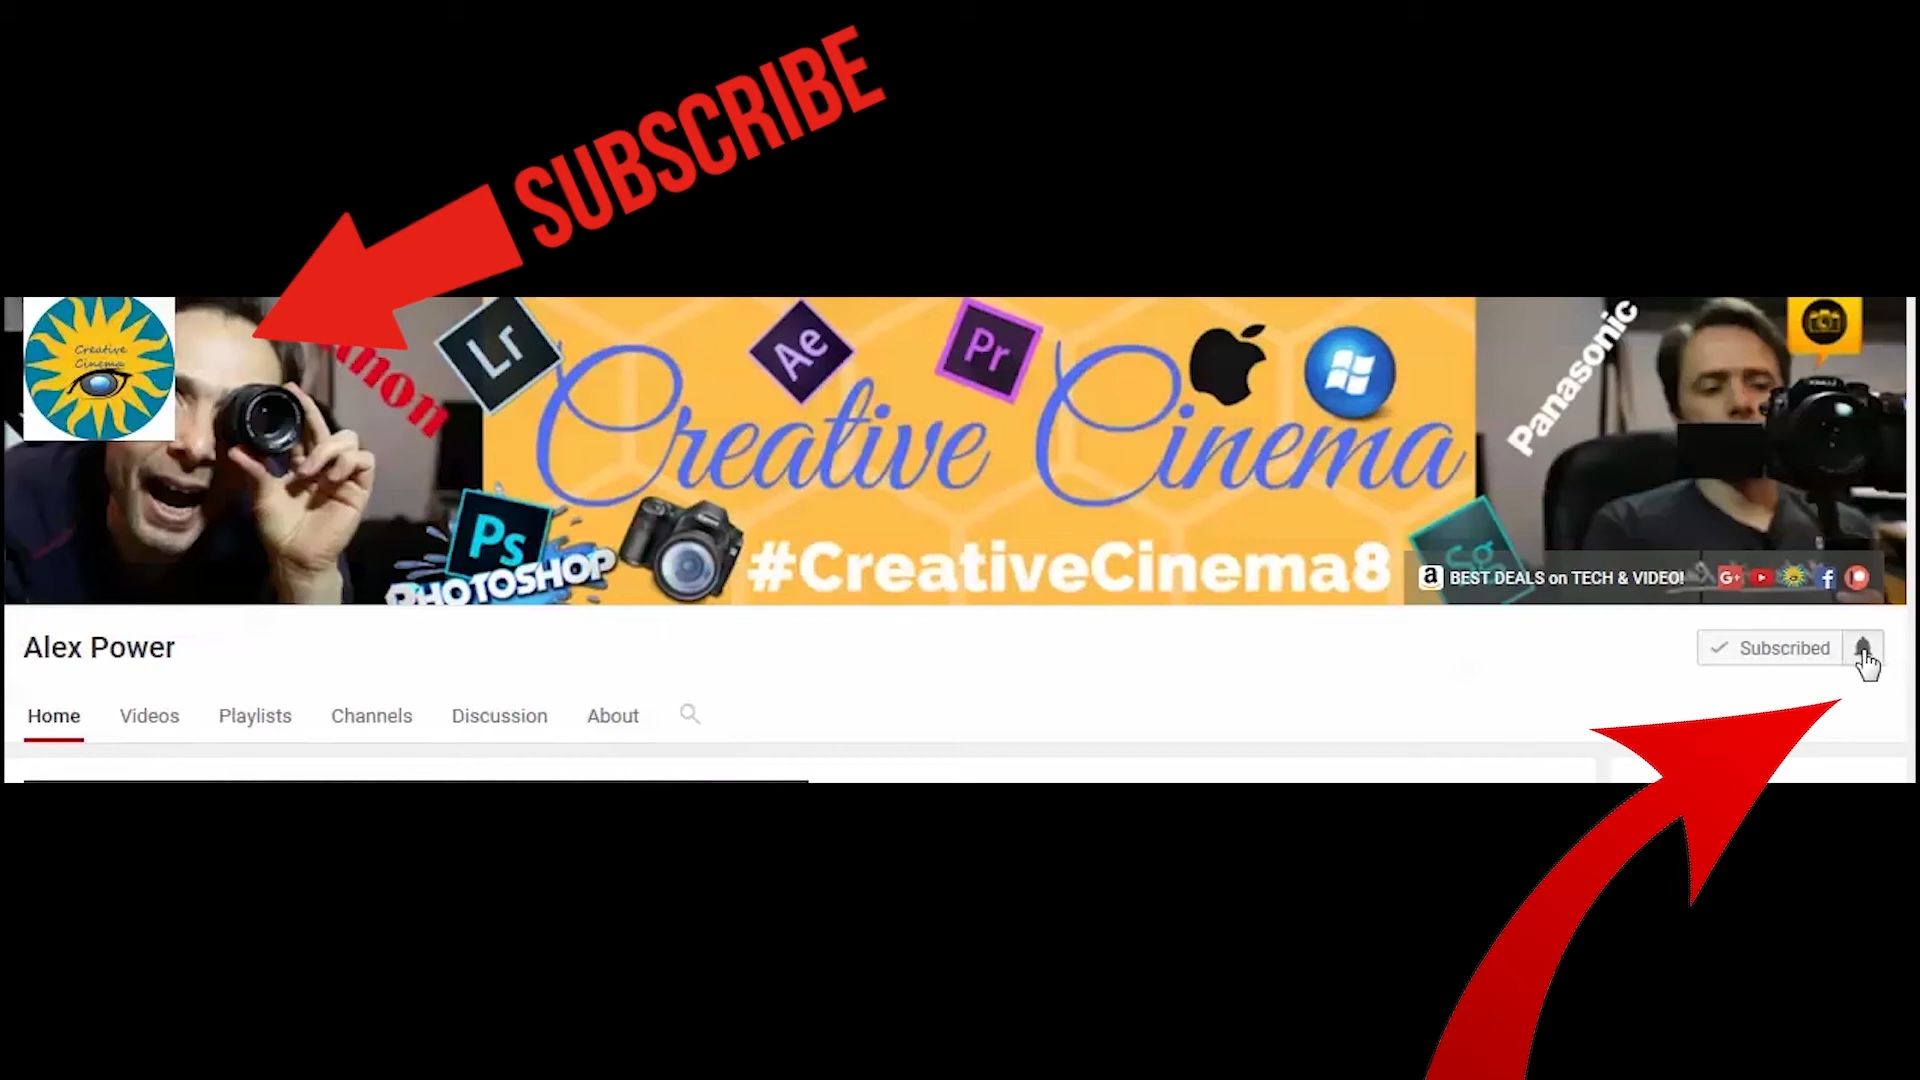 SUBSCRIBE
Creative
Cinema
Lr
Ae
Pr
Panasonic
Creative Cinema
Ps
PHOTOSHOP
#CreativeCinema8
Sg
a BEST DEALS on TECH & VIDEO!
G+
f
Alex Power
Subscribed
Home Videos Playlists Channels Discussion About